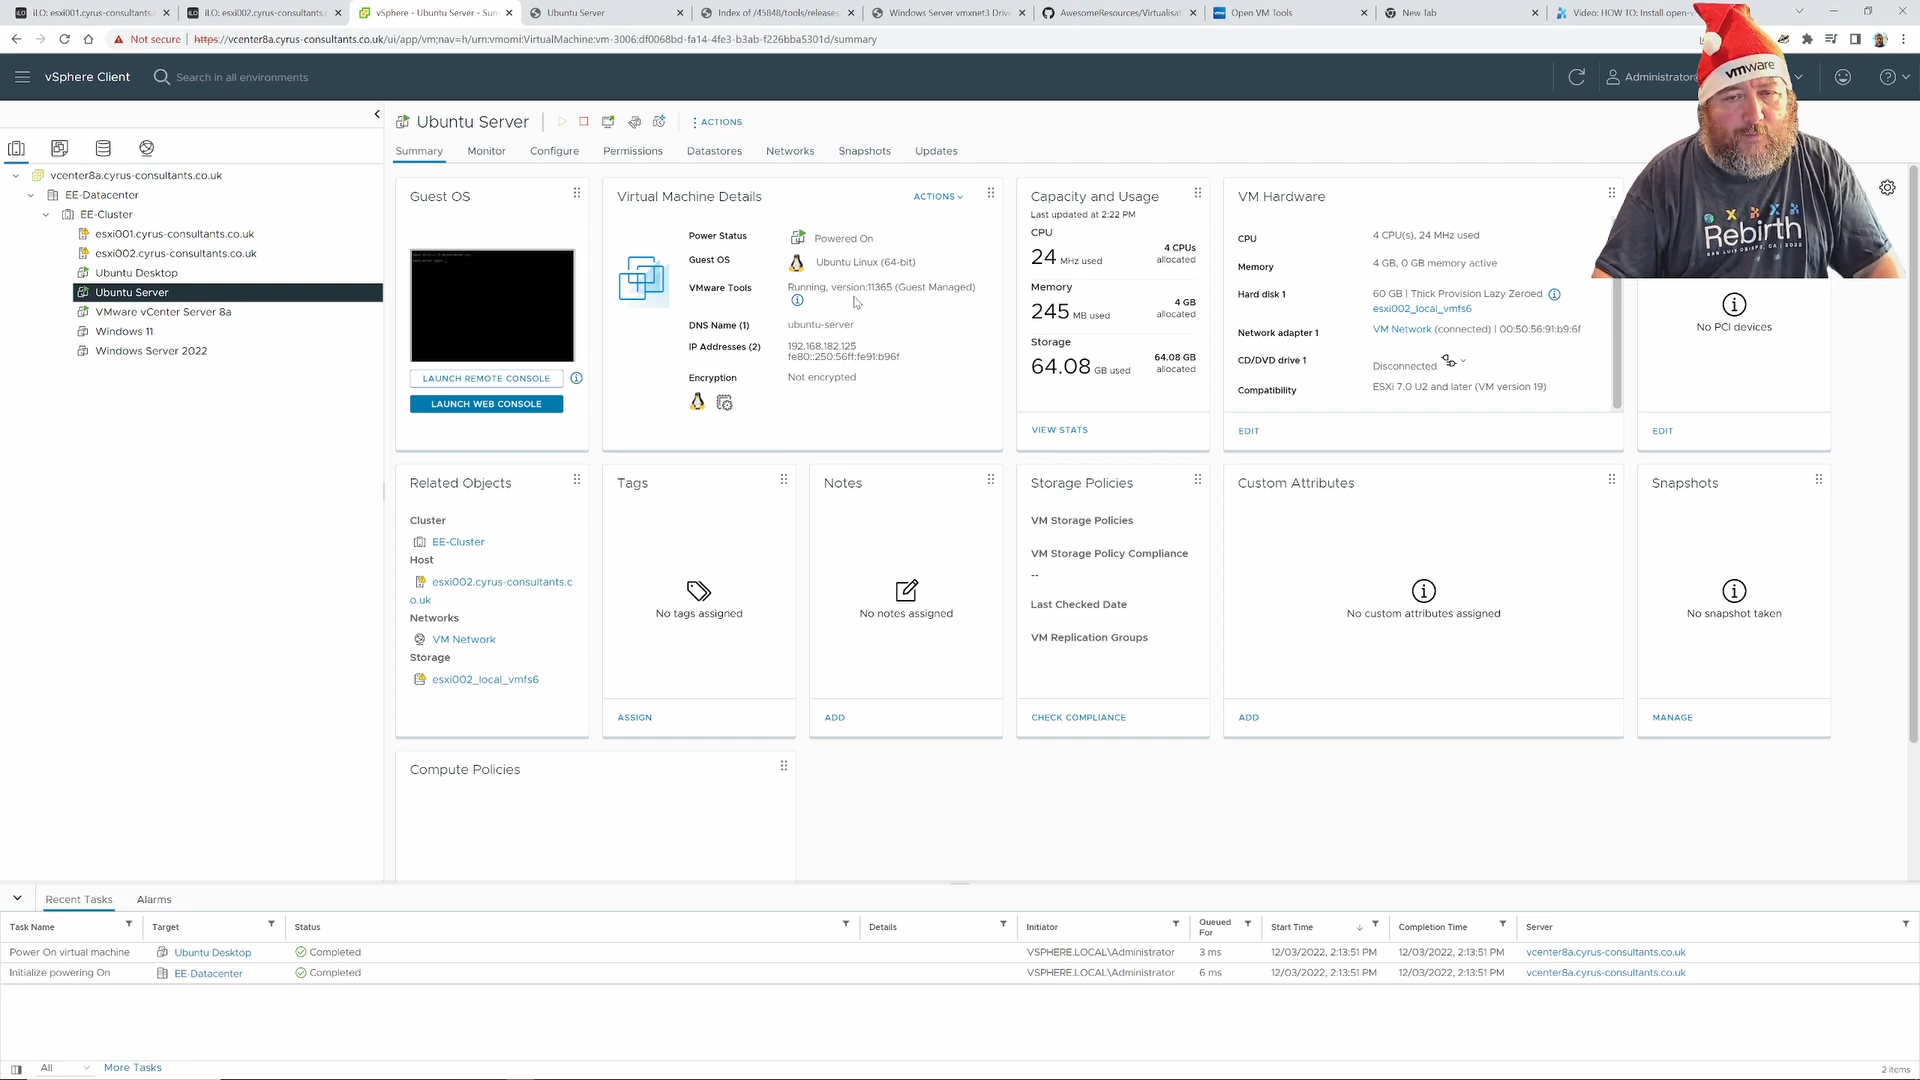 iLO: esxi001.cyrus-consultants.
iLO: esxi002.cyrus-consultants.
vSphere - Ubuntu Server - Sum
Ubuntu Server
Index of /45848/tools/releases
Windows Server vmxnet3 Driv
AwesomeResources/Virtualisat
Open VM Tools
New Tab
Video: HOW TO: Install open-
Not secure
https://vcenter8a.cyrus-consultants.co.uk/ui/app/vm;nav=h/urn:vmomi:VirtualMachine:vm-3006:df0068bd-fa14-4fe3-b3ab-f226bba5301d/summary
vSphere Client
Search in all environments
Administrator@
vmware
Rebirth
SAN LUIS OBISPO, CA | 2022
vcenter8a.cyrus-consultants.co.uk
EE-Datacenter
EE-Cluster
esxi001.cyrus-consultants.co.uk
esxi002.cyrus-consultants.co.uk
Ubuntu Desktop
Ubuntu Server
VMware vCenter Server 8a
Windows 11
Windows Server 2022
Ubuntu Server
ACTIONS
Summary
Monitor
Configure
Permissions
Datastores
Networks
Snapshots
Updates
Guest OS
LAUNCH REMOTE CONSOLE
LAUNCH WEB CONSOLE
Virtual Machine Details
ACTIONS
Power Status
Powered On
Guest OS
Ubuntu Linux (64-bit)
VMware Tools
Running, version:11365 (Guest Managed)
DNS Name (1)
ubuntu-server
IP Addresses (2)
192.168.182.125
fe80::250:56ff:fe91:b96f
Encryption
Not encrypted
Capacity and Usage
Last updated at 2:22 PM
CPU
24 MHz used
4 CPUs
allocated
Memory
245 MB used
4 GB
allocated
Storage
64.08 GB used
64.08 GB
allocated
VIEW STATS
VM Hardware
CPU
4 CPU(s), 24 MHz used
Memory
4 GB, 0 GB memory active
Hard disk 1
60 GB | Thick Provision Lazy Zeroed
esxi002_local_vmfs6
Network adapter 1
VM Network (connected) | 00:50:56:91:b9:6f
CD/DVD drive 1
Disconnected
Compatibility
ESXi 7.0 U2 and later (VM version 19)
EDIT
No PCI devices
EDIT
Related Objects
Cluster
EE-Cluster
Host
esxi002.cyrus-consultants.c
o.uk
Networks
VM Network
Storage
esxi002_local_vmfs6
Tags
No tags assigned
ASSIGN
Notes
No notes assigned
ADD
Storage Policies
VM Storage Policies
VM Storage Policy Compliance
--
Last Checked Date
VM Replication Groups
CHECK COMPLIANCE
Custom Attributes
No custom attributes assigned
ADD
Snapshots
No snapshot taken
MANAGE
Compute Policies
Recent Tasks
Alarms
Task Name
Target
Status
Details
Initiator
Queued
For
Start Time
Completion Time
Server
Power On virtual machine
Ubuntu Desktop
Completed
VSPHERE.LOCAL\Administrator
3 ms
12/03/2022, 2:13:51 PM
12/03/2022, 2:13:51 PM
vcenter8a.cyrus-consultants.co.uk
Initialize powering On
EE-Datacenter
Completed
VSPHERE.LOCAL\Administrator
6 ms
12/03/2022, 2:13:51 PM
12/03/2022, 2:13:51 PM
vcenter8a.cyrus-consultants.co.uk
All
More Tasks
2 items